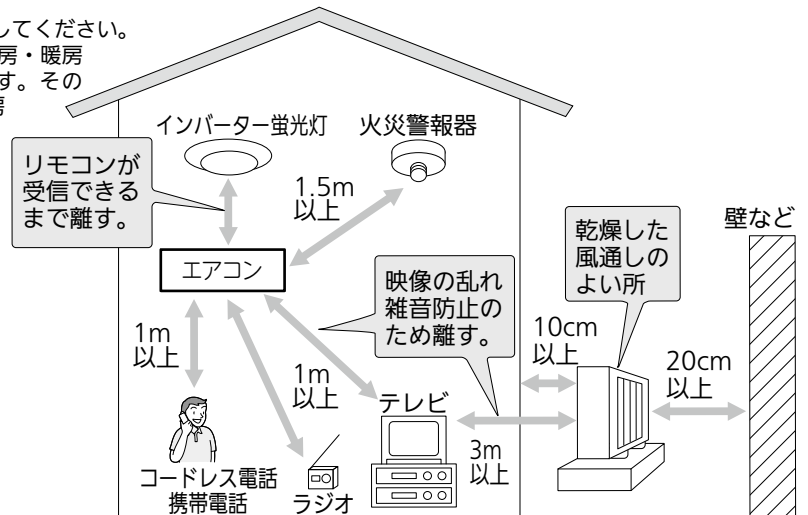 してください。
房・暖房
す。その
房
インバーター蛍光灯
火災警報器
リモコンが
受信できる
まで離す。
1.5m
以上
壁など
乾燥した
風通しの
よい所
エアコン
映像の乱れ
雑音防止の
ため離す。
1m
以上
10cm
以上
20cm
以上
1m
以上
テレビ
3m
以上
コードレス電話
携帯電話
ラジオ